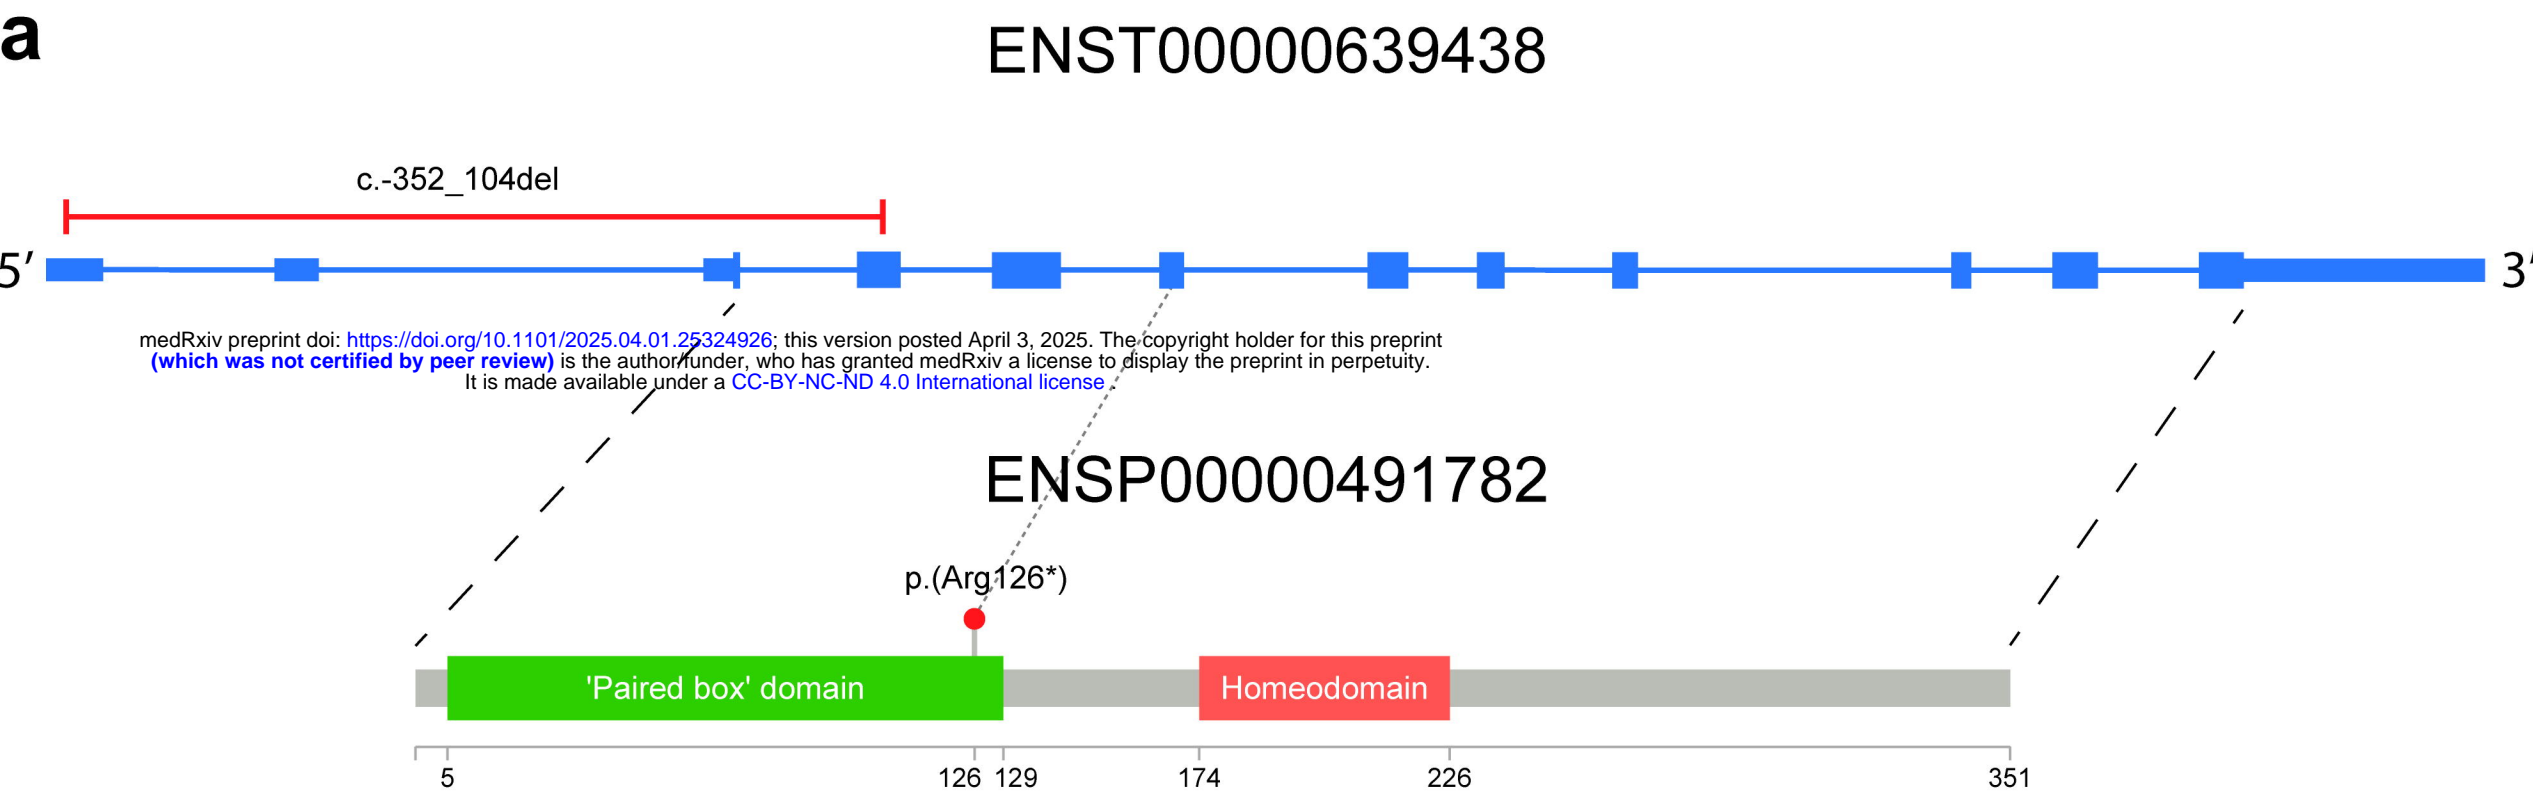 a
ENST00000639438
c.-352_104del
5′
3′
medRxiv preprint doi: https://doi.org/10.1101/2025.04.01.25324926; this version posted April 3, 2025. The copyright holder for this preprint
(which was not certified by peer review) is the author/funder, who has granted medRxiv a license to display the preprint in perpetuity.
It is made available under a CC-BY-NC-ND 4.0 International license .
ENSP00000491782
p.(Arg126*)
'Paired box' domain
Homeodomain
5 126 129 174 226 351